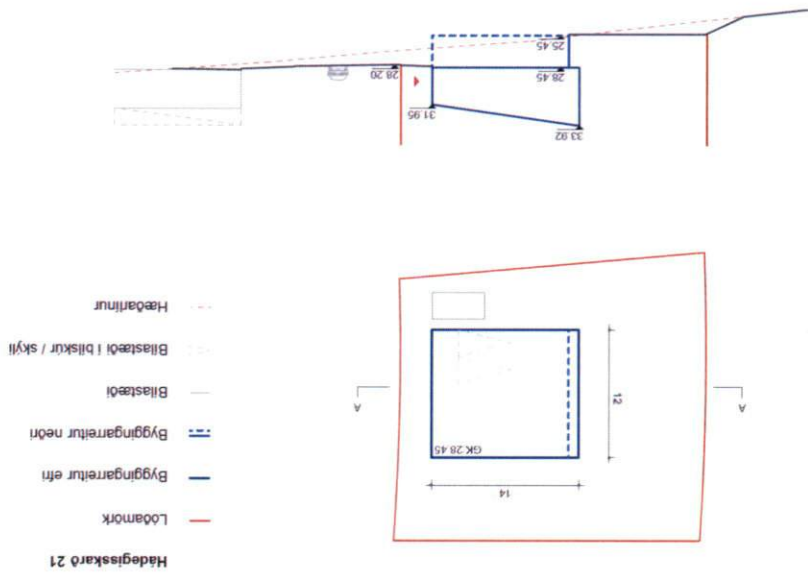 Hádegisskarð 21
Lóðamörk
Byggingarreitur efri
Byggingarreitur neðri
Bílastæði
Bílastæði í bílskúr / skýli
Hæðarlínur
14
GK 28.45
12
A
A
33.92
31.95
28.45
28.20
25.45